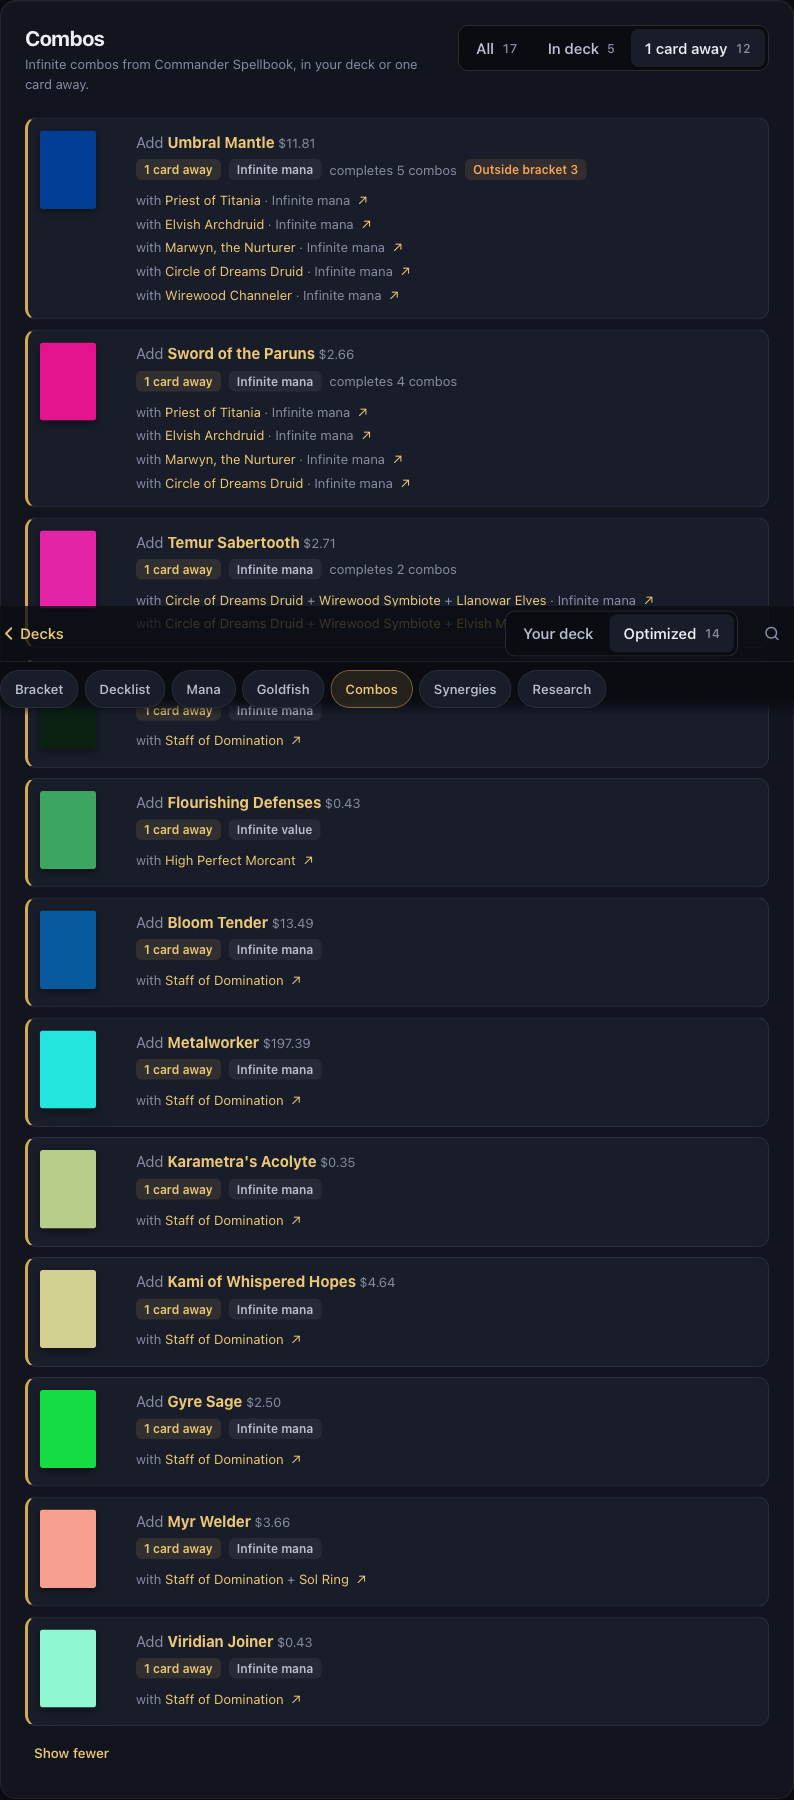 Combos
Infinite combos from Commander Spellbook, in your deck or one
card away.
All 17 In deck 5 1 card away 12
Add Umbral Mantle $11.81
1 card away Infinite mana completes 5 combos Outside bracket 3
with Priest of Titania · Infinite mana ↗
with Elvish Archdruid · Infinite mana ↗
with Marwyn, the Nurturer · Infinite mana ↗
with Circle of Dreams Druid · Infinite mana ↗
with Wirewood Channeler · Infinite mana ↗
Add Sword of the Paruns $2.66
1 card away Infinite mana completes 4 combos
with Priest of Titania · Infinite mana ↗
with Elvish Archdruid · Infinite mana ↗
with Marwyn, the Nurturer · Infinite mana ↗
with Circle of Dreams Druid · Infinite mana ↗
Add Temur Sabertooth $2.71
1 card away Infinite mana completes 2 combos
with Circle of Dreams Druid + Wirewood Symbiote + Llanowar Elves · Infinite mana ↗
with Circle of Dreams Druid + Wirewood Symbiote + Elvish
Decks
Your deck Optimized 14
Bracket Decklist Mana Goldfish Combos Synergies Research
1 card away Infinite mana
with Staff of Domination ↗
Add Flourishing Defenses $0.43
1 card away Infinite value
with High Perfect Morcant ↗
Add Bloom Tender $13.49
1 card away Infinite mana
with Staff of Domination ↗
Add Metalworker $197.39
1 card away Infinite mana
with Staff of Domination ↗
Add Karametra's Acolyte $0.35
1 card away Infinite mana
with Staff of Domination ↗
Add Kami of Whispered Hopes $4.64
1 card away Infinite mana
with Staff of Domination ↗
Add Gyre Sage $2.50
1 card away Infinite mana
with Staff of Domination ↗
Add Myr Welder $3.66
1 card away Infinite mana
with Staff of Domination + Sol Ring ↗
Add Viridian Joiner $0.43
1 card away Infinite mana
with Staff of Domination ↗
Show fewer